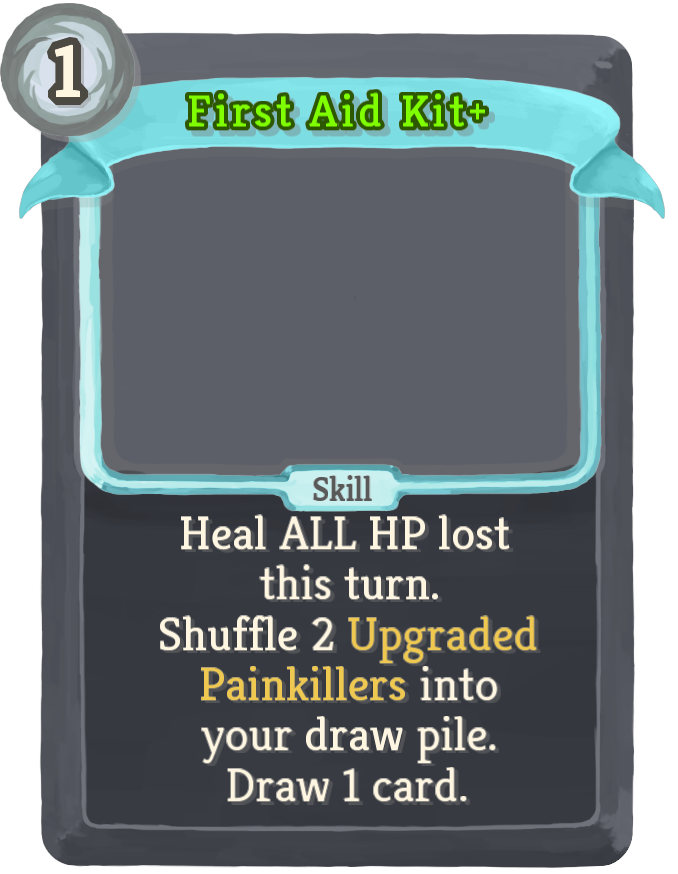 1
First Aid Kit+
Skill
Heal ALL HP lost
this turn.
Shuffle 2 Upgraded
Painkillers into
your draw pile.
Draw 1 card.